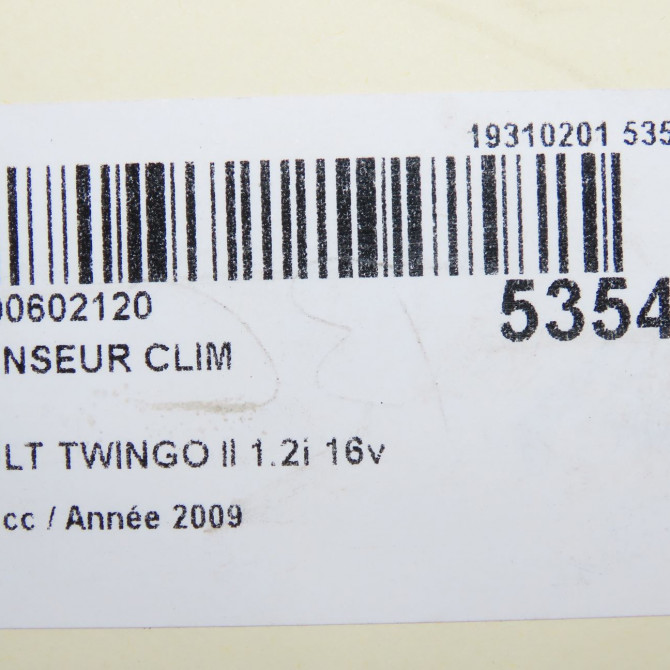 19310201 535
00602120
5354
NSEUR CLIM
LT TWINGO II 1.2i 16v
cc / Année 2009